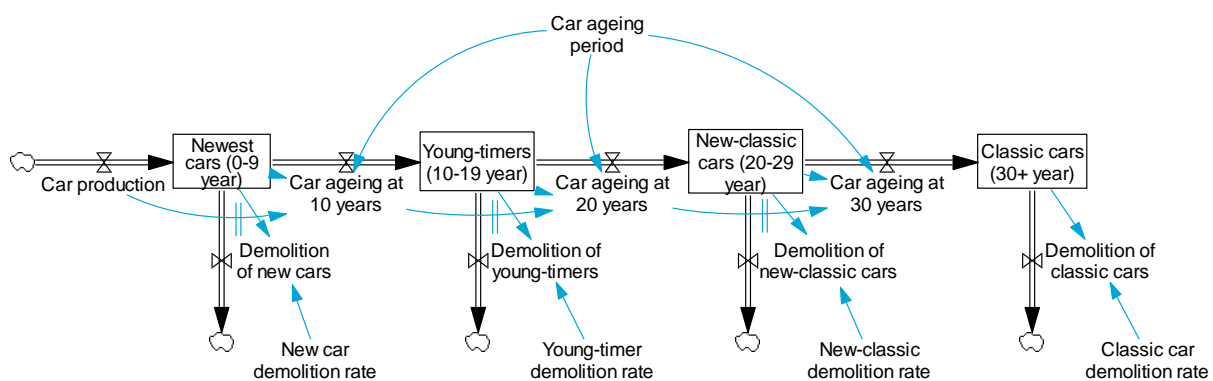 Car ageing
period
Newest
cars (0-9
year)
Young-timers
(10-19 year)
New-classic
cars (20-29
year)
Classic cars
(30+ year)
Car production
Car ageing at
10 years
Car ageing at
20 years
Car ageing at
30 years
Demolition
of new cars
Demolition of
young-timers
Demolition of
new-classic cars
Demolition of
classic cars
New car
demolition rate
Young-timer
demolition rate
New-classic
demolition rate
Classic car
demolition rate